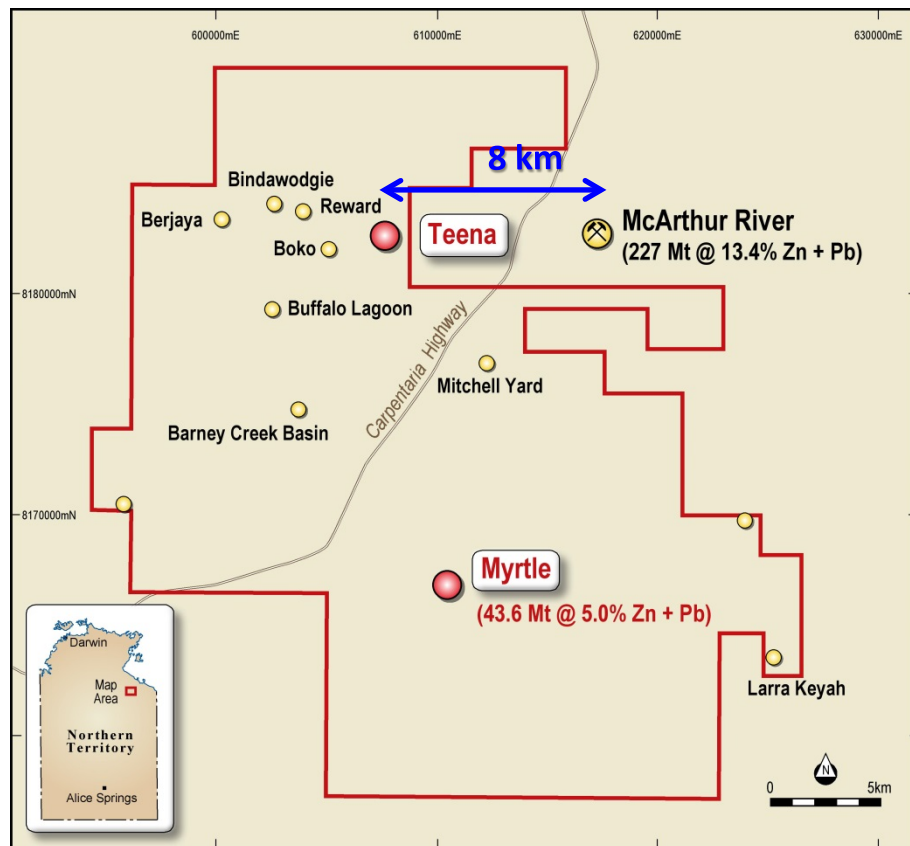 600000mE
610000mE
620000mE
630000mE
8 km
Bindawodgie
Reward
Berjaya
Boko
Teena
McArthur River
(227 Mt @ 13.4% Zn + Pb)
8180000mN
Buffalo Lagoon
Carpentaria Highway
Mitchell Yard
Barney Creek Basin
8170000mN
Myrtle
(43.6 Mt @ 5.0% Zn + Pb)
Larra Keyah
Darwin
Map
Area
Northern
Territory
Alice Springs
N
0 5km